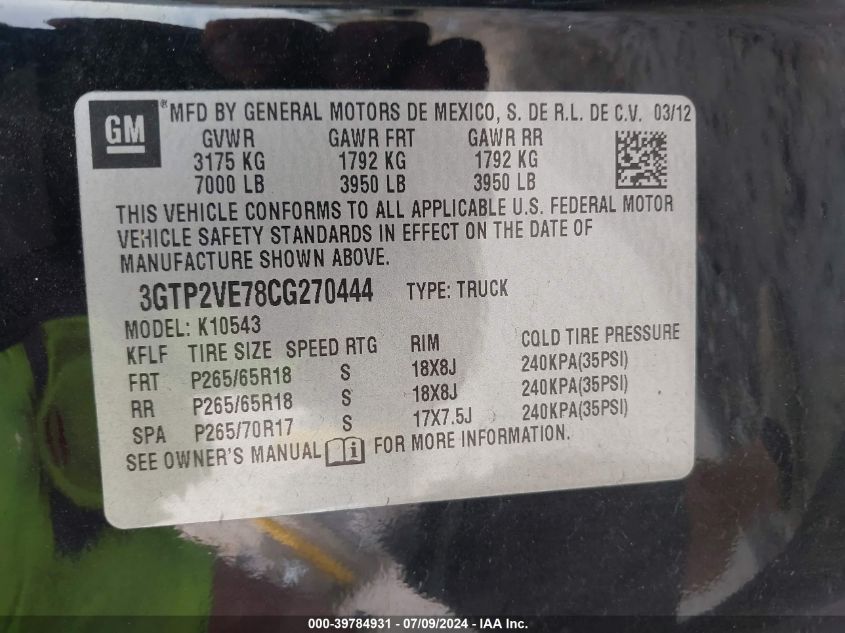 GM ® MFD BY GENERAL MOTORS DE MEXICO, S. DE R.L. DE C.V. 03/12
GVWR GAWR FRT GAWR RR
3175 KG 1792 KG 1792 KG
7000 LB 3950 LB 3950 LB
THIS VEHICLE CONFORMS TO ALL APPLICABLE U.S. FEDERAL MOTOR
VEHICLE SAFETY STANDARDS IN EFFECT ON THE DATE OF
MANUFACTURE SHOWN ABOVE.
3GTP2VE78CG270444 TYPE: TRUCK
MODEL: K10543
KFLF TIRE SIZE SPEED RTG RIM COLD TIRE PRESSURE
FRT P265/65R18 S 18X8J 240KPA(35PSI)
RR P265/65R18 S 18X8J 240KPA(35PSI)
SPA P265/70R17 S 17X7.5J 240KPA(35PSI)
SEE OWNER'S MANUAL FOR MORE INFORMATION.
000-39784931 - 07/09/2024 - IAA Inc.